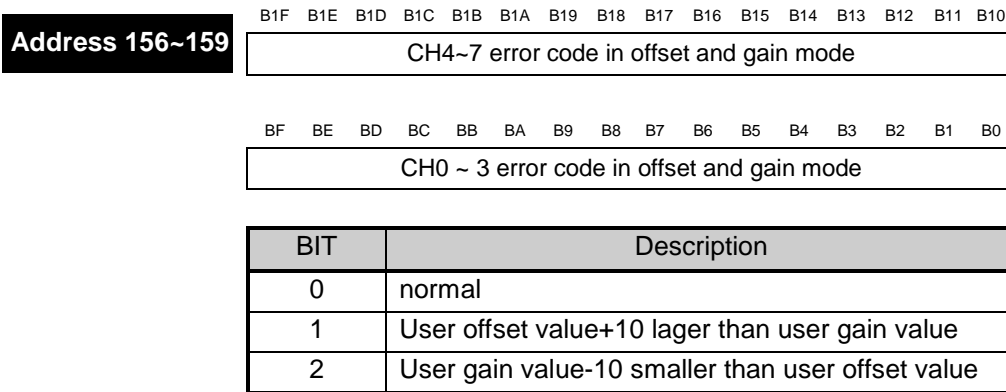 B1F B1E B1D B1C B1B B1A B19 B18 B17 B16 B15 B14 B13 B12 B11 B10
Address 156~159
CH4~7 error code in offset and gain mode
BF BE BD BC BB BA B9 B8 B7 B6 B5 B4 B3 B2 B1 B0
CH0 ~ 3 error code in offset and gain mode
BIT Description
0 normal
1 User offset value+10 lager than user gain value
2 User gain value-10 smaller than user offset value